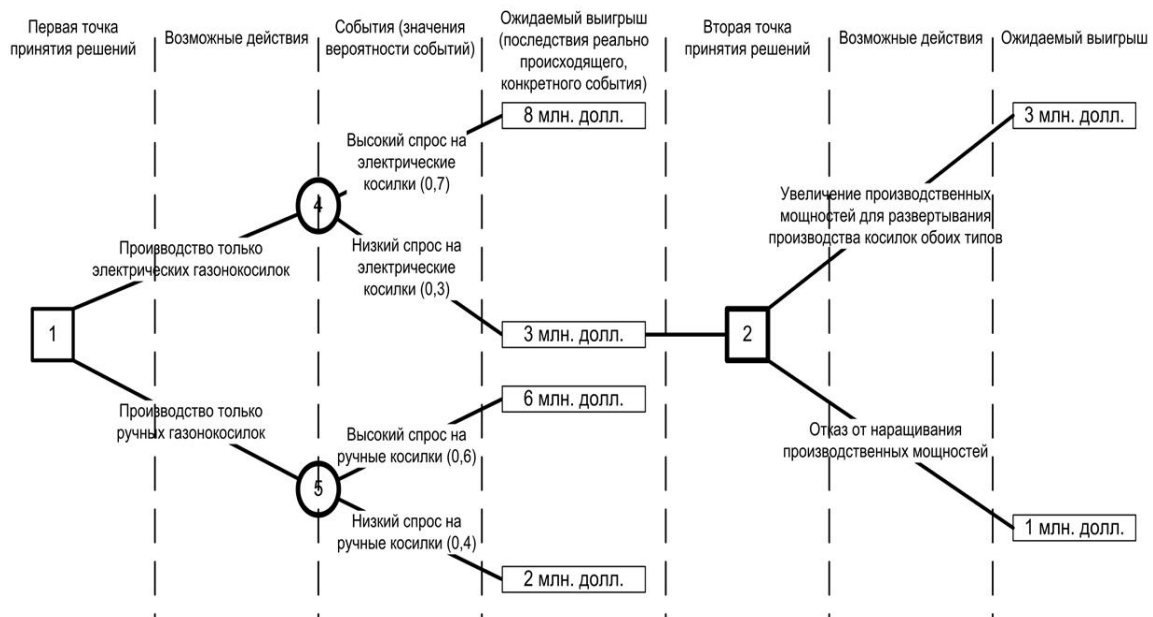 Первая точка
принятия решений
Возможные действия
События (значения
вероятности событий)
Ожидаемый выигрыш
(последствия реально
происходящего,
конкретного события)
Вторая точка
принятия решений
Возможные действия
Ожидаемый выигрыш
8 млн. долл.
3 млн. долл.
Высокий спрос на
электрические
косилки (0,7)
4
Увеличение производственных
мощностей для развертывания
производства косилок обоих типов
Производство только
электрических газонокосилок
Низкий спрос на
электрические
косилки (0,3)
1
3 млн. долл.
2
6 млн. долл.
Производство только
ручных газонокосилок
Высокий спрос на
ручные косилки (0,6)
Отказ от наращивания
производственных мощностей
5
Низкий спрос на
ручные косилки (0,4)
1 млн. долл.
2 млн. долл.